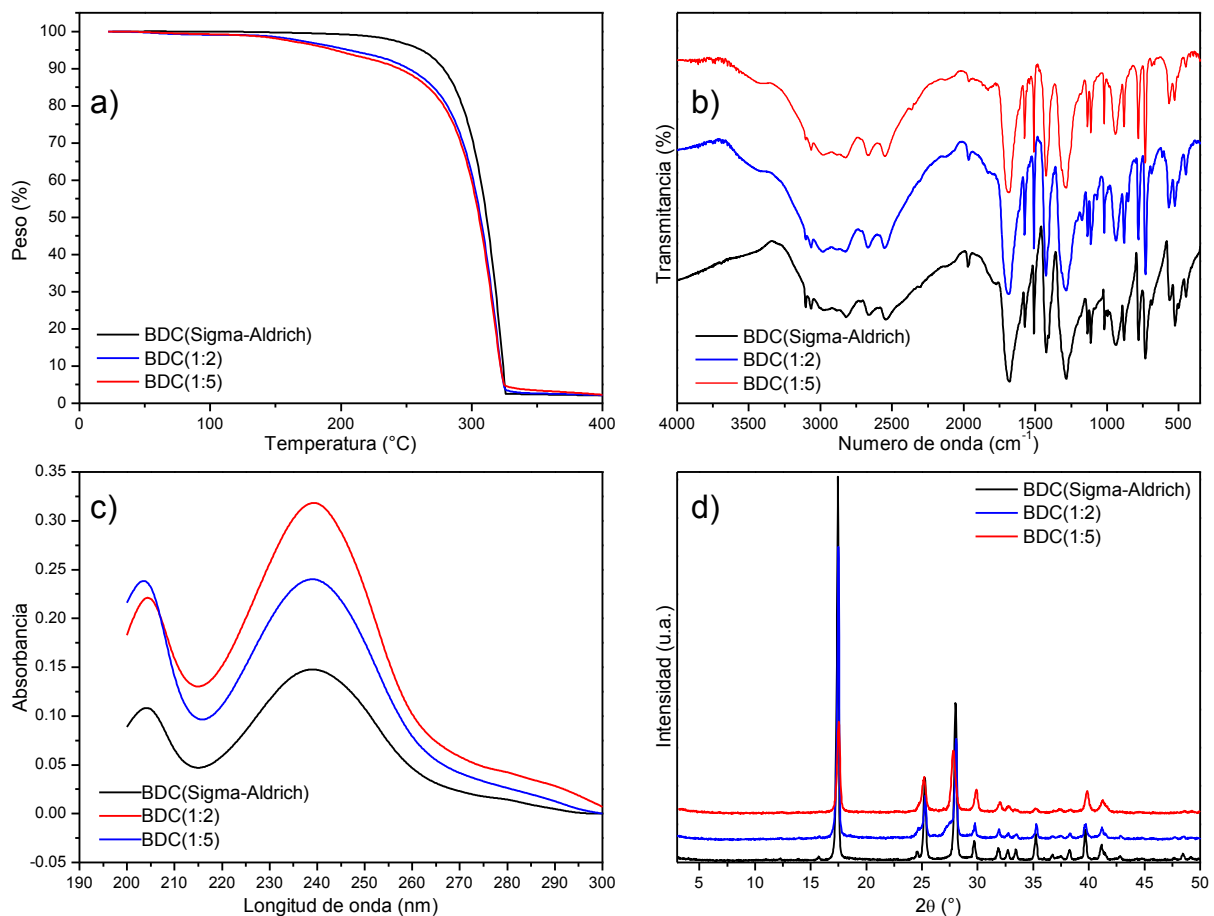 a)
Peso (%)
100
90
80
70
60
50
40
30
20
10
0
BDC(Sigma-Aldrich)
BDC(1:2)
BDC(1:5)
0 100 200 300 400
Temperatura (°C)
b)
Transmitancia (%)
BDC(Sigma-Aldrich)
BDC(1:2)
BDC(1:5)
4000 3500 3000 2500 2000 1500 1000 500
Numero de onda (cm⁻¹)
c)
Absorbancia
0.35
0.30
0.25
0.20
0.15
0.10
0.05
0.00
-0.05
BDC(Sigma-Aldrich)
BDC(1:2)
BDC(1:5)
190 200 210 220 230 240 250 260 270 280 290 300
Longitud de onda (nm)
d)
Intensidad (u.a.)
BDC(Sigma-Aldrich)
BDC(1:2)
BDC(1:5)
5 10 15 20 25 30 35 40 45 50
2θ (°)